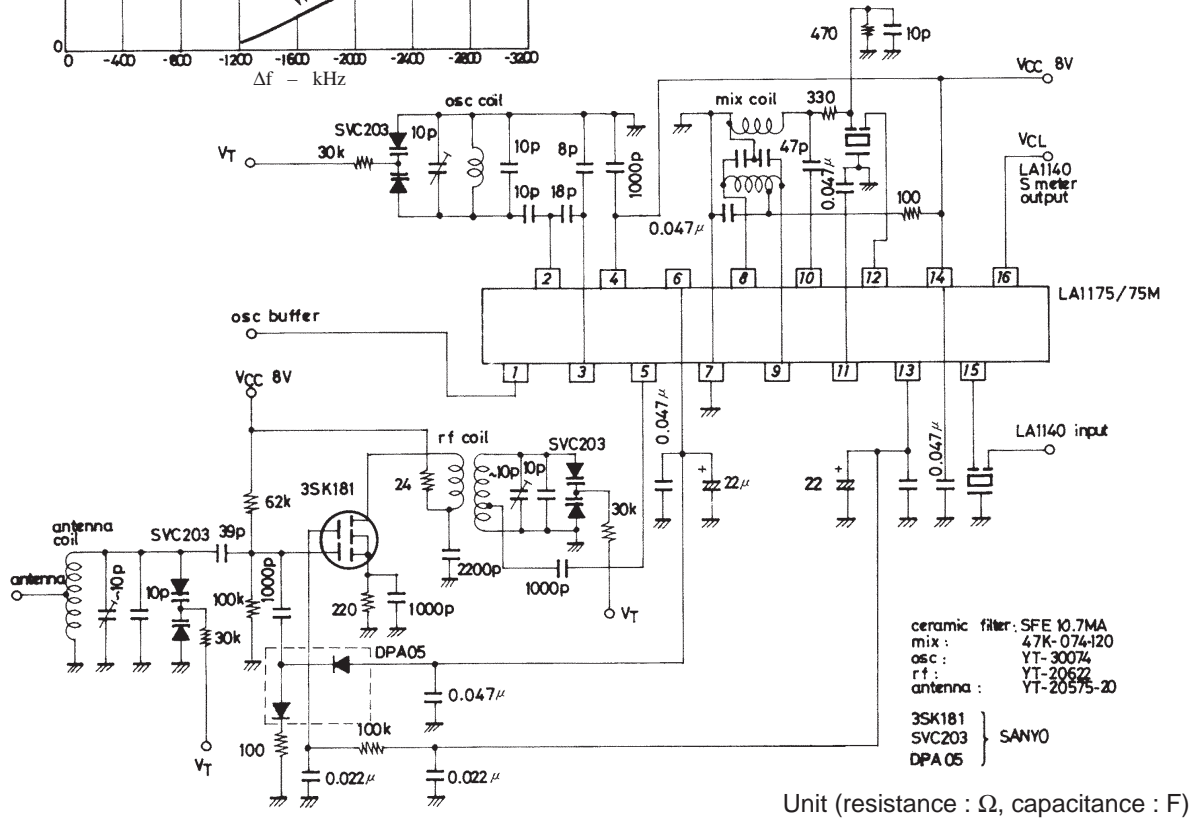 0
0 -400 -800 -1200 -1600 -2000 -2400 -2800 -3200
Δf – kHz
470
10p
VCC 8V
osc coil
mix coil
330
SVC203
10p
10p
8p
1000p
47p
0.047μ
VCL
LA1140
S meter
output
VT
30k
10p
18p
100
0.047μ
2
4
6
8
10
12
14
16
LA1175/75M
osc buffer
1
3
5
7
9
11
13
15
VCC 8V
rf coil
SVC203
0.047μ
0.047μ
LA1140 input
~10p
10p
24
22μ
22
62k
3SK181
30k
antenna
coil
SVC203
39p
antenna
~10p
10p
1000p
2200p
1000p
100k
220
1000p
VT
30k
DPA05
0.047μ
100k
100
VT
0.022μ
0.022μ
ceramic filter: SFE 10.7MA
mix : 47K-074-120
osc: YT-30074
rf : YT-20622
antenna : YT-20575-20
3SK181
SVC203
DPA05
SANYO
Unit (resistance : Ω, capacitance : F)